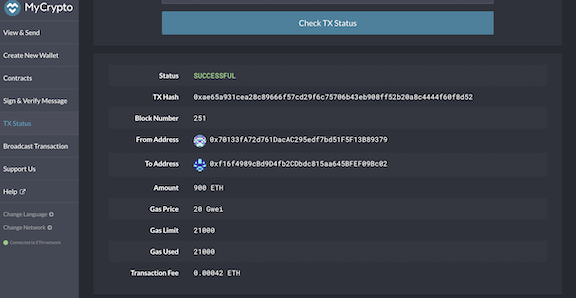 MyCrypto
Check TX Status
View & Send
Create New Wallet
Contracts
Sign & Verify Message
TX Status
Broadcast Transaction
Support Us
Help
Change Language
Change Network
Connected to ETH network
Status SUCCESSFUL
TX Hash 0xae65a931cea28c89666f57cd29f6c75706b43eb908ff52b20a8c4444f60f8d52
Block Number 251
From Address 0x70133fA72d761DacAC295edf7bd51F5F13B89379
To Address 0xf16f4989cBd9D4fb2CDbdc815aa645BFEF09Bc02
Amount 900 ETH
Gas Price 20 Gwei
Gas Limit 21000
Gas Used 21000
Transaction Fee 0.00042 ETH